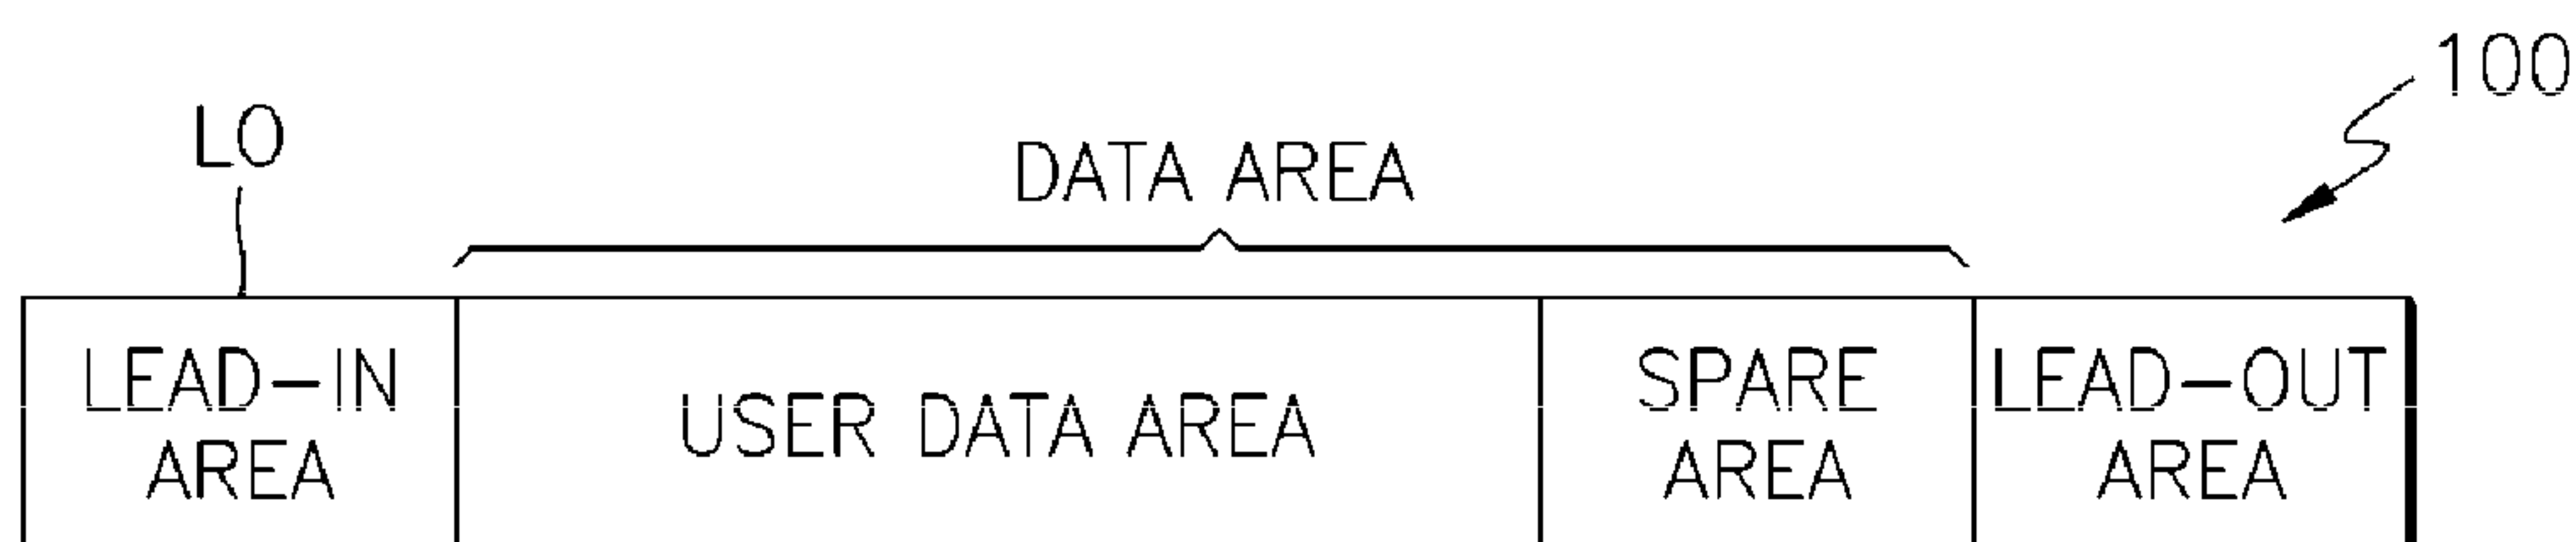 100
LO
DATA AREA
LEAD-IN
AREA
USER DATA AREA
SPARE
AREA
LEAD-OUT
AREA